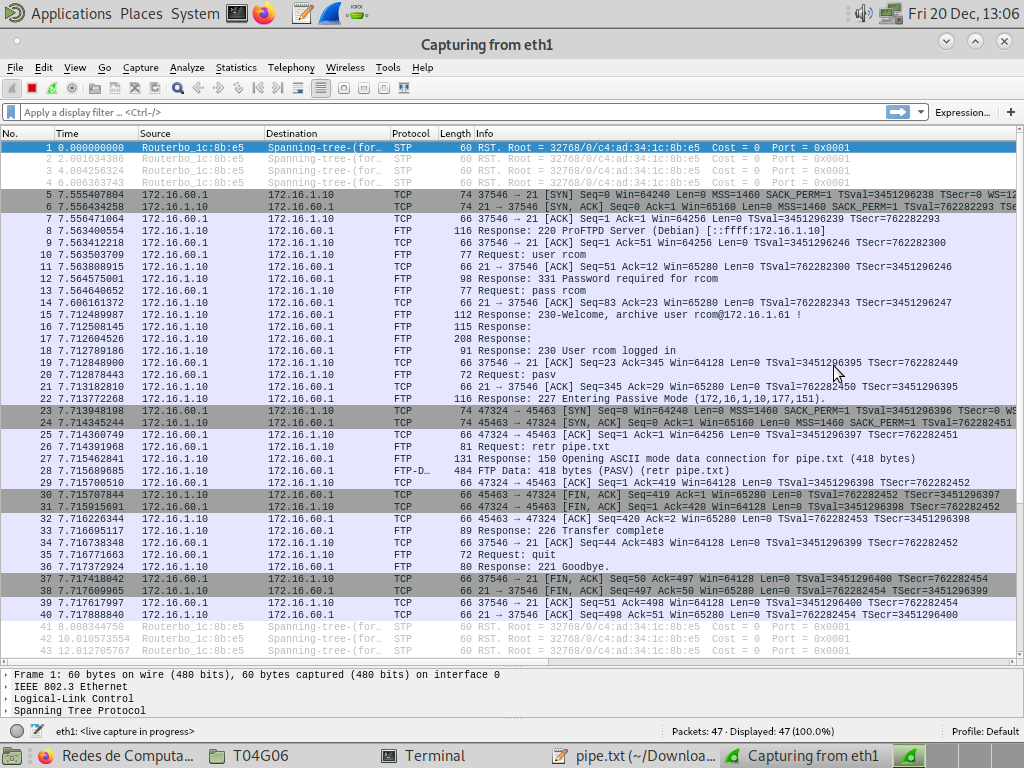 Applications Places System Fri 20 Dec, 13:06
Capturing from eth1
File Edit View Go Capture Analyze Statistics Telephony Wireless Tools Help
Apply a display filter ... <Ctrl-/> Expression... +
No. Time Source Destination Protocol Length Info
1 0.000000000 Routerbo_1c:8b:e5 Spanning-tree-(for… STP 60 RST. Root = 32768/0/c4:ad:34:1c:8b:e5 Cost = 0 Port = 0x0001
2 2.001634386 Routerbo_1c:8b:e5 Spanning-tree-(for… STP 60 RST. Root = 32768/0/c4:ad:34:1c:8b:e5 Cost = 0 Port = 0x0001
3 4.004256324 Routerbo_1c:8b:e5 Spanning-tree-(for… STP 60 RST. Root = 32768/0/c4:ad:34:1c:8b:e5 Cost = 0 Port = 0x0001
4 6.006363743 Routerbo_1c:8b:e5 Spanning-tree-(for… STP 60 RST. Root = 32768/0/c4:ad:34:1c:8b:e5 Cost = 0 Port = 0x0001
5 7.555407804 172.16.60.1 172.16.1.10 TCP 74 37546 → 21 [SYN] Seq=0 Win=64240 Len=0 MSS=1460 SACK_PERM=1 TSval=3451296238 TSecr=0 WS=12
6 7.556434258 172.16.1.10 172.16.60.1 TCP 74 21 → 37546 [SYN, ACK] Seq=0 Ack=1 Win=65160 Len=0 MSS=1460 SACK_PERM=1 TSval=762282293 TSe
7 7.556471064 172.16.60.1 172.16.1.10 TCP 66 37546 → 21 [ACK] Seq=1 Ack=1 Win=64256 Len=0 TSval=3451296239 TSecr=762282293
8 7.563400554 172.16.1.10 172.16.60.1 FTP 116 Response: 220 ProFTPD Server (Debian) [::ffff:172.16.1.10]
9 7.563412218 172.16.60.1 172.16.1.10 TCP 66 37546 → 21 [ACK] Seq=1 Ack=51 Win=64256 Len=0 TSval=3451296246 TSecr=762282300
10 7.563503709 172.16.60.1 172.16.1.10 FTP 77 Request: user rcom
11 7.563808915 172.16.1.10 172.16.60.1 TCP 66 21 → 37546 [ACK] Seq=51 Ack=12 Win=65280 Len=0 TSval=762282300 TSecr=3451296246
12 7.564575001 172.16.1.10 172.16.60.1 FTP 98 Response: 331 Password required for rcom
13 7.564640652 172.16.60.1 172.16.1.10 FTP 77 Request: pass rcom
14 7.606161372 172.16.1.10 172.16.60.1 TCP 66 21 → 37546 [ACK] Seq=83 Ack=23 Win=65280 Len=0 TSval=762282343 TSecr=3451296247
15 7.712489987 172.16.1.10 172.16.60.1 FTP 112 Response: 230-Welcome, archive user rcom@172.16.1.61 !
16 7.712508145 172.16.1.10 172.16.60.1 FTP 115 Response:
17 7.712604526 172.16.1.10 172.16.60.1 FTP 208 Response:
18 7.712789186 172.16.1.10 172.16.60.1 FTP 91 Response: 230 User rcom logged in
19 7.712848900 172.16.60.1 172.16.1.10 TCP 66 37546 → 21 [ACK] Seq=23 Ack=345 Win=64128 Len=0 TSval=3451296395 TSecr=762282449
20 7.712878443 172.16.60.1 172.16.1.10 FTP 72 Request: pasv
21 7.713182810 172.16.1.10 172.16.60.1 TCP 66 21 → 37546 [ACK] Seq=345 Ack=29 Win=65280 Len=0 TSval=762282450 TSecr=3451296395
22 7.713772268 172.16.1.10 172.16.60.1 FTP 116 Response: 227 Entering Passive Mode (172,16,1,10,177,151).
23 7.713948198 172.16.60.1 172.16.1.10 TCP 74 47324 → 45463 [SYN] Seq=0 Win=64240 Len=0 MSS=1460 SACK_PERM=1 TSval=3451296396 TSecr=0 WS
24 7.714345244 172.16.1.10 172.16.60.1 TCP 74 45463 → 47324 [SYN, ACK] Seq=0 Ack=1 Win=65160 Len=0 MSS=1460 SACK_PERM=1 TSval=762282451
25 7.714360749 172.16.60.1 172.16.1.10 TCP 66 47324 → 45463 [ACK] Seq=1 Ack=1 Win=64256 Len=0 TSval=3451296397 TSecr=762282451
26 7.714391968 172.16.60.1 172.16.1.10 FTP 81 Request: retr pipe.txt
27 7.715462841 172.16.1.10 172.16.60.1 FTP 131 Response: 150 Opening ASCII mode data connection for pipe.txt (418 bytes)
28 7.715689685 172.16.1.10 172.16.60.1 FTP-D… 484 FTP Data: 418 bytes (PASV) (retr pipe.txt)
29 7.715700510 172.16.60.1 172.16.1.10 TCP 66 47324 → 45463 [ACK] Seq=1 Ack=419 Win=64128 Len=0 TSval=3451296398 TSecr=762282452
30 7.715707844 172.16.1.10 172.16.60.1 TCP 66 45463 → 47324 [FIN, ACK] Seq=419 Ack=1 Win=65280 Len=0 TSval=762282452 TSecr=3451296397
31 7.715915691 172.16.60.1 172.16.1.10 TCP 66 47324 → 45463 [FIN, ACK] Seq=1 Ack=420 Win=64128 Len=0 TSval=3451296398 TSecr=762282452
32 7.716226344 172.16.1.10 172.16.60.1 TCP 66 45463 → 47324 [ACK] Seq=420 Ack=2 Win=65280 Len=0 TSval=762282453 TSecr=3451296398
33 7.716695117 172.16.1.10 172.16.60.1 FTP 89 Response: 226 Transfer complete
34 7.716738348 172.16.60.1 172.16.1.10 TCP 66 37546 → 21 [ACK] Seq=44 Ack=483 Win=64128 Len=0 TSval=3451296399 TSecr=762282452
35 7.716771663 172.16.60.1 172.16.1.10 FTP 72 Request: quit
36 7.717372924 172.16.1.10 172.16.60.1 FTP 80 Response: 221 Goodbye.
37 7.717418042 172.16.60.1 172.16.1.10 TCP 66 37546 → 21 [FIN, ACK] Seq=50 Ack=497 Win=64128 Len=0 TSval=3451296400 TSecr=762282454
38 7.717609965 172.16.1.10 172.16.60.1 TCP 66 21 → 37546 [FIN, ACK] Seq=497 Ack=50 Win=65280 Len=0 TSval=762282454 TSecr=3451296399
39 7.717617997 172.16.60.1 172.16.1.10 TCP 66 37546 → 21 [ACK] Seq=51 Ack=498 Win=64128 Len=0 TSval=3451296400 TSecr=762282454
40 7.717888840 172.16.1.10 172.16.60.1 TCP 66 21 → 37546 [ACK] Seq=498 Ack=51 Win=65280 Len=0 TSval=762282454 TSecr=3451296400
41 8.008344750 Routerbo_1c:8b:e5 Spanning-tree-(for… STP 60 RST. Root = 32768/0/c4:ad:34:1c:8b:e5 Cost = 0 Port = 0x0001
42 10.010573554 Routerbo_1c:8b:e5 Spanning-tree-(for… STP 60 RST. Root = 32768/0/c4:ad:34:1c:8b:e5 Cost = 0 Port = 0x0001
43 12.012705767 Routerbo_1c:8b:e5 Spanning-tree-(for… STP 60 RST. Root = 32768/0/c4:ad:34:1c:8b:e5 Cost = 0 Port = 0x0001
Frame 1: 60 bytes on wire (480 bits), 60 bytes captured (480 bits) on interface 0
IEEE 802.3 Ethernet
Logical-Link Control
Spanning Tree Protocol
eth1: <live capture in progress> Packets: 47 · Displayed: 47 (100.0%) Profile: Default
Redes de Computa... T04G06 Terminal pipe.txt (~/Downloa... Capturing from eth1